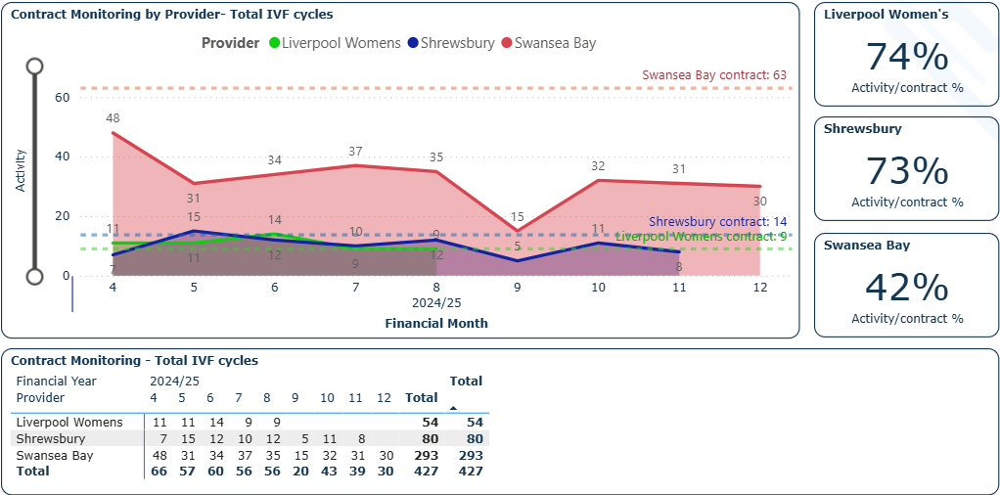 Contract Monitoring by Provider- Total IVF cycles
Provider Liverpool Womens Shrewsbury Swansea Bay
Swansea Bay contract: 63
60
48
40
37
35
34
32
31
31
30
Activity
20
15
15
14
Shrewsbury contract: 14
11
10
9
11
Liverpool Womens contract: 9
5
7
11
12
9
12
8
0
4 5 6 7 8 9 10 11 12
2024/25
Financial Month
Liverpool Women's
74%
Activity/contract %
Shrewsbury
73%
Activity/contract %
Swansea Bay
42%
Activity/contract %
Contract Monitoring - Total IVF cycles
Financial Year 2024/25 Total
Provider 4 5 6 7 8 9 10 11 12 Total
Liverpool Womens 11 11 14 9 9 54 54
Shrewsbury 7 15 12 10 12 5 11 8 80 80
Swansea Bay 48 31 34 37 35 15 32 31 30 293 293
Total 66 57 60 56 56 20 43 39 30 427 427